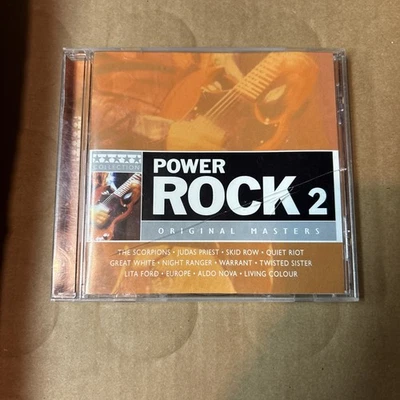 ★★★★★
COLLECTION
POWER
ROCK 2
ORIGINAL MASTERS
THE SCORPIONS • JUDAS PRIEST • SKID ROW • QUIET RIOT
GREAT WHITE • NIGHT RANGER • WARRANT • TWISTED SISTER
LITA FORD • EUROPE • ALDO NOVA • LIVING COLOUR